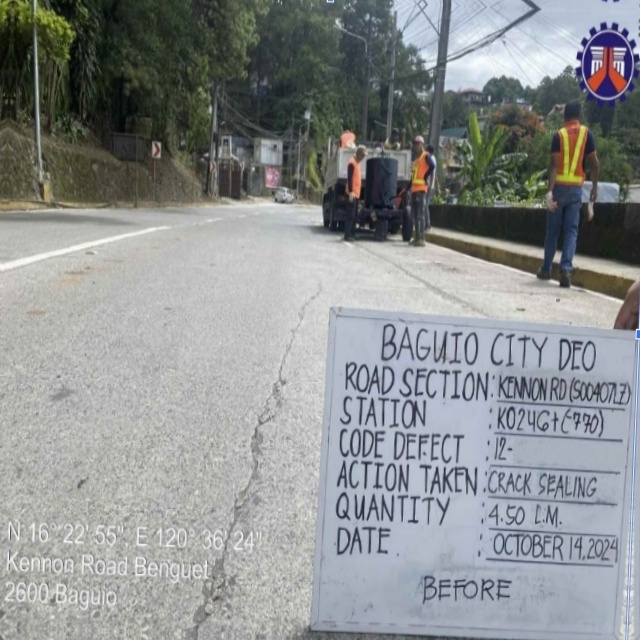 BAGUIO CITY DEO
ROAD SECTION: KENNON RD (S00407LZ)
STATION : K0246+(-770)
CODE DEFECT : 12-
ACTION TAKEN : CRACK SEALING
QUANTITY : 4.50 L.M.
DATE : OCTOBER 14, 2024
BEFORE
N 16° 22' 55" E 120° 36' 24"
Kennon Road Benguet
2600 Baguio